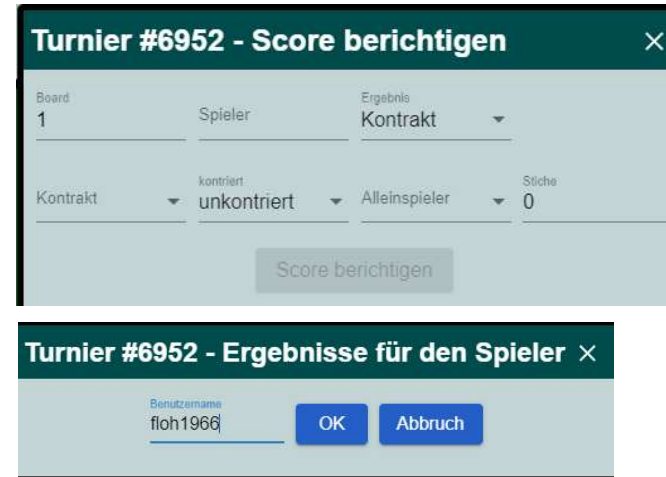 Turnier #6952 - Score berichtigen ×
Board Ergebnis
1 Spieler Kontrakt
kontriert Stiche
Kontrakt unkontriert Alleinspieler 0
Score berichtigen
Turnier #6952 - Ergebnisse für den Spieler ×
Benutzername
floh1966 OK Abbruch